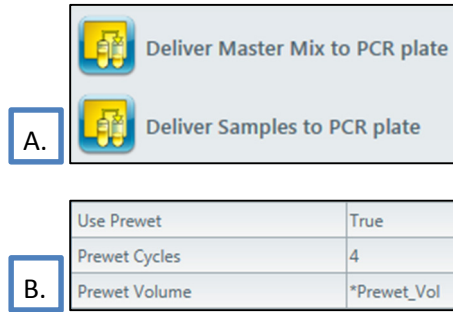 Deliver Master Mix to PCR plate
A.
Deliver Samples to PCR plate
Use Prewet True
Prewet Cycles 4
B.
Prewet Volume *Prewet_Vol